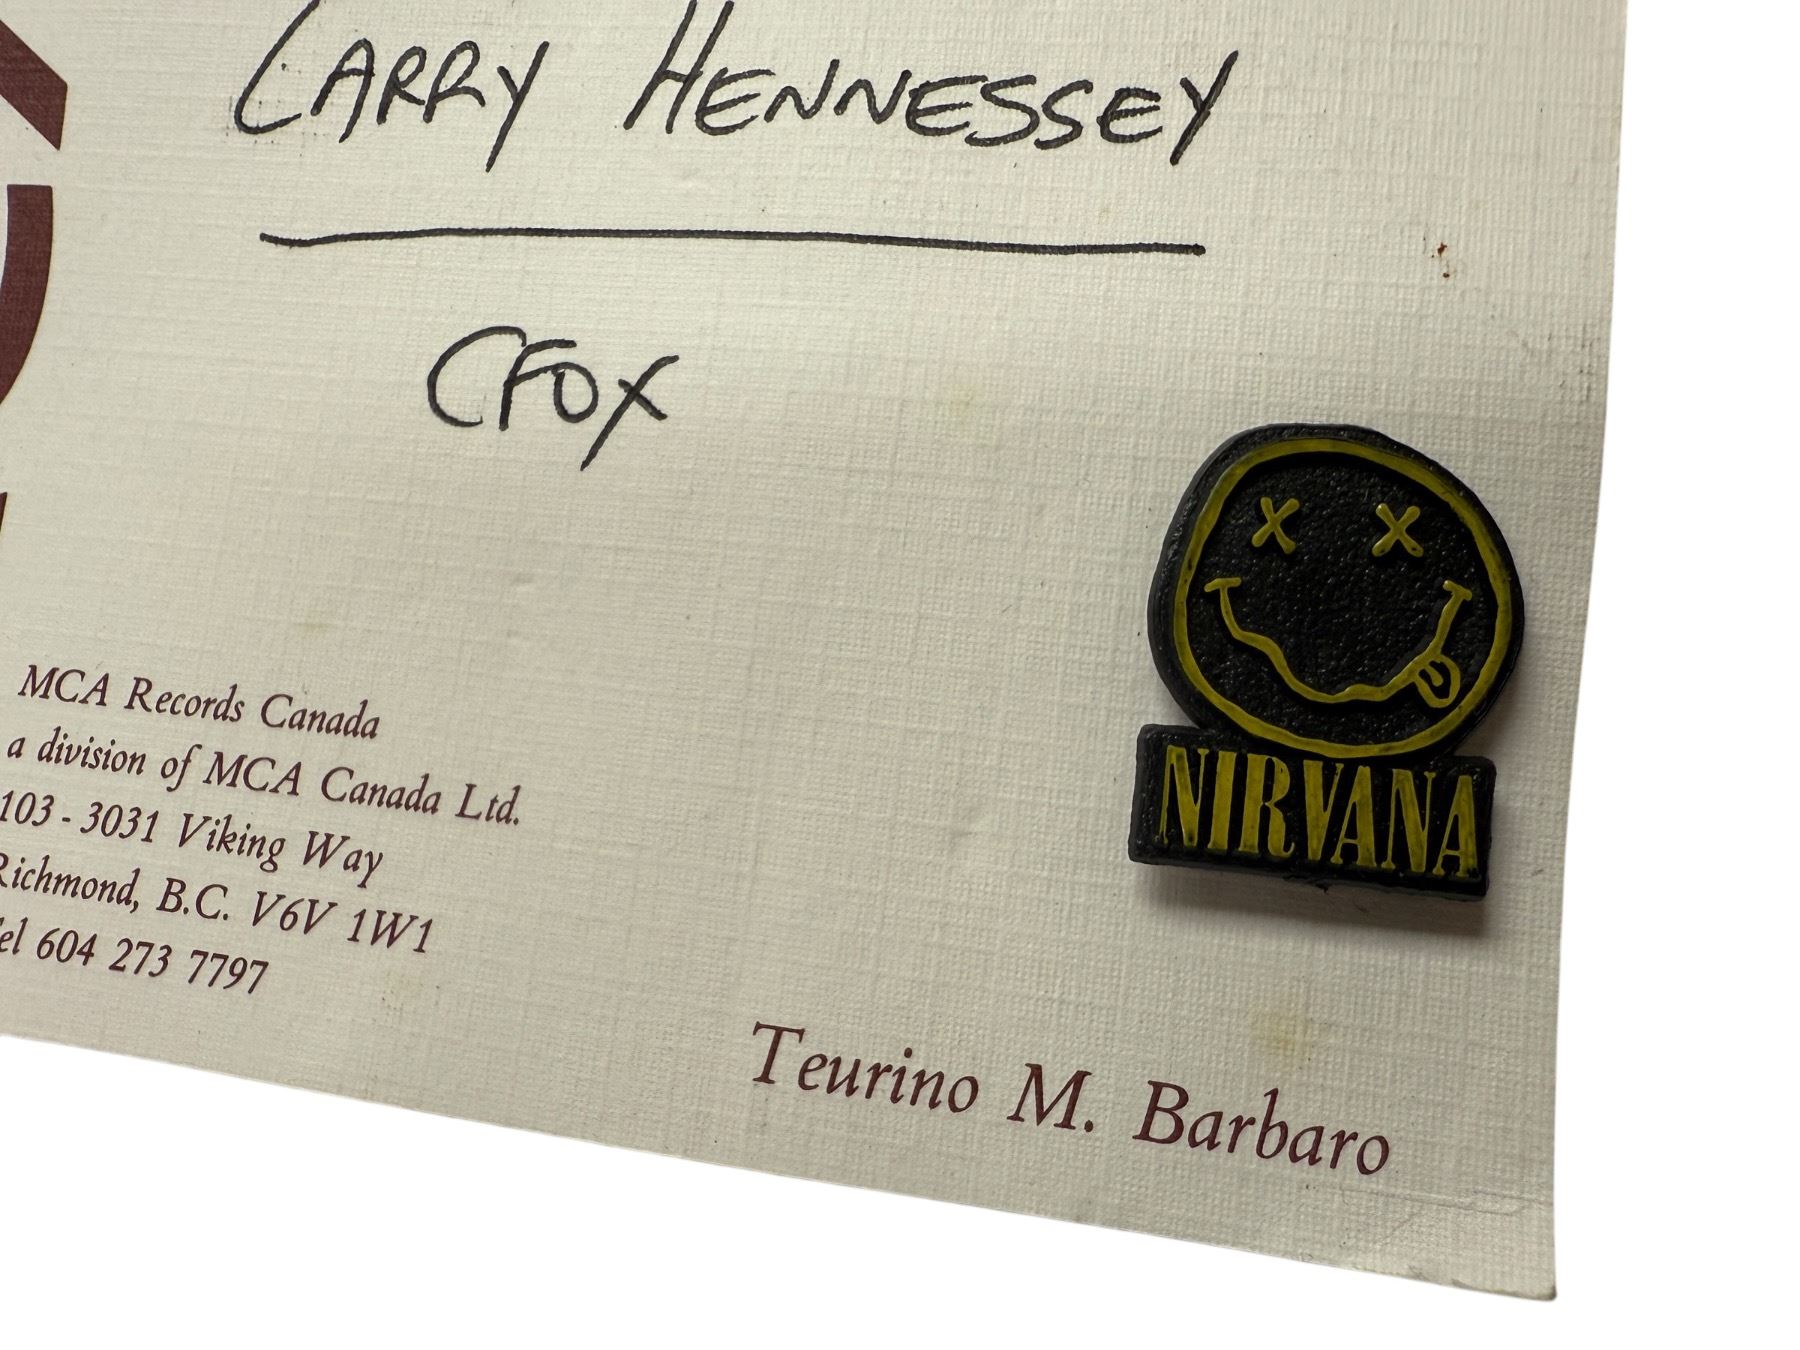 LARRY HENNESSEY
CFOX
NIRVANA
MCA Records Canada
a division of MCA Canada Ltd.
103 - 3031 Viking Way
Richmond, B.C. V6V 1W1
Tel 604 273 7797
Teurino M. Barbaro